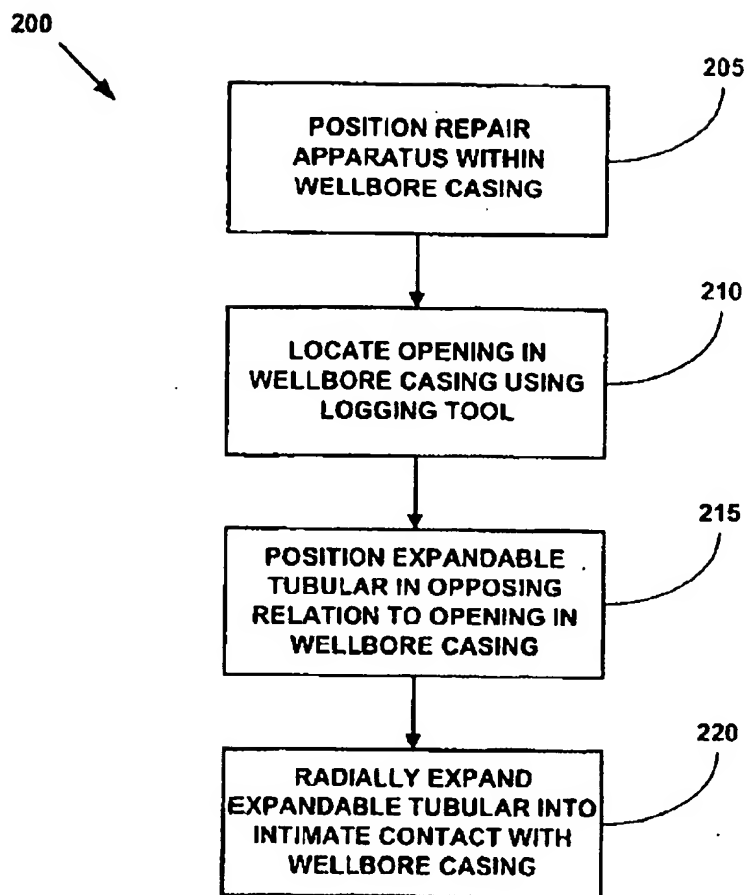 200
205
POSITION REPAIR
APPARATUS WITHIN
WELLBORE CASING
210
LOCATE OPENING IN
WELLBORE CASING USING
LOGGING TOOL
215
POSITION EXPANDABLE
TUBULAR IN OPPOSING
RELATION TO OPENING IN
WELLBORE CASING
220
RADIALLY EXPAND
EXPANDABLE TUBULAR INTO
INTIMATE CONTACT WITH
WELLBORE CASING